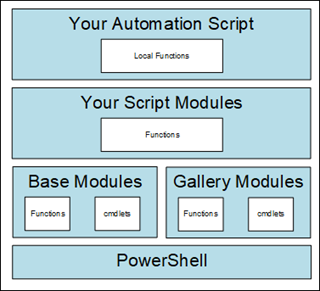 Your Automation Script
Local Functions
Your Script Modules
Functions
Base Modules
Functions
cmdlets
Gallery Modules
Functions
cmdlets
PowerShell